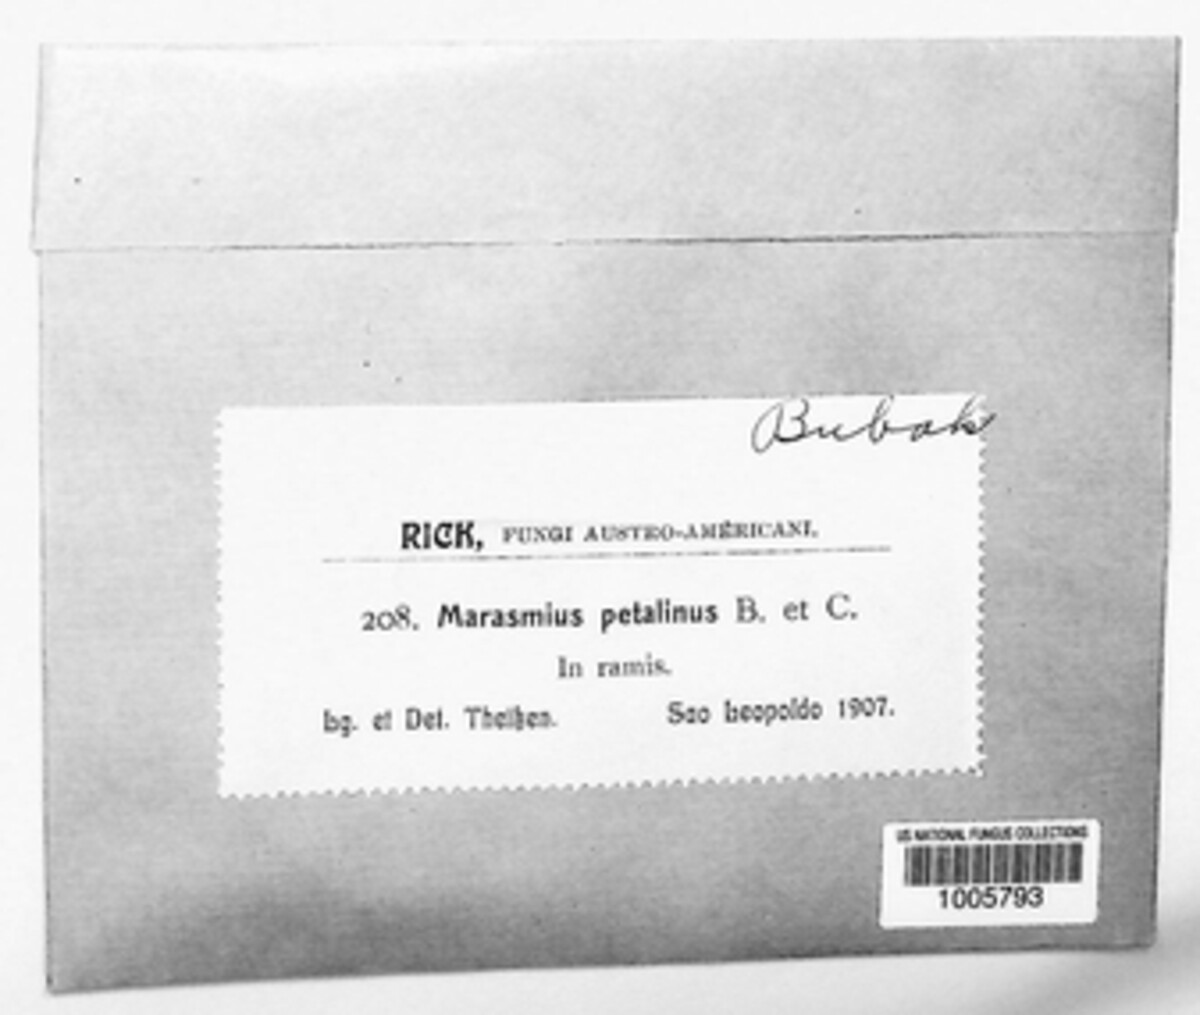 Bubak
RICK, FUNGI AUSTRO-AMÉRICANI.
208. Marasmius petalinus B. et C.
In ramis.
lg. et Det. Theißen. Sao Leopoldo 1907.
US NATIONAL FUNGUS COLLECTIONS
1005793